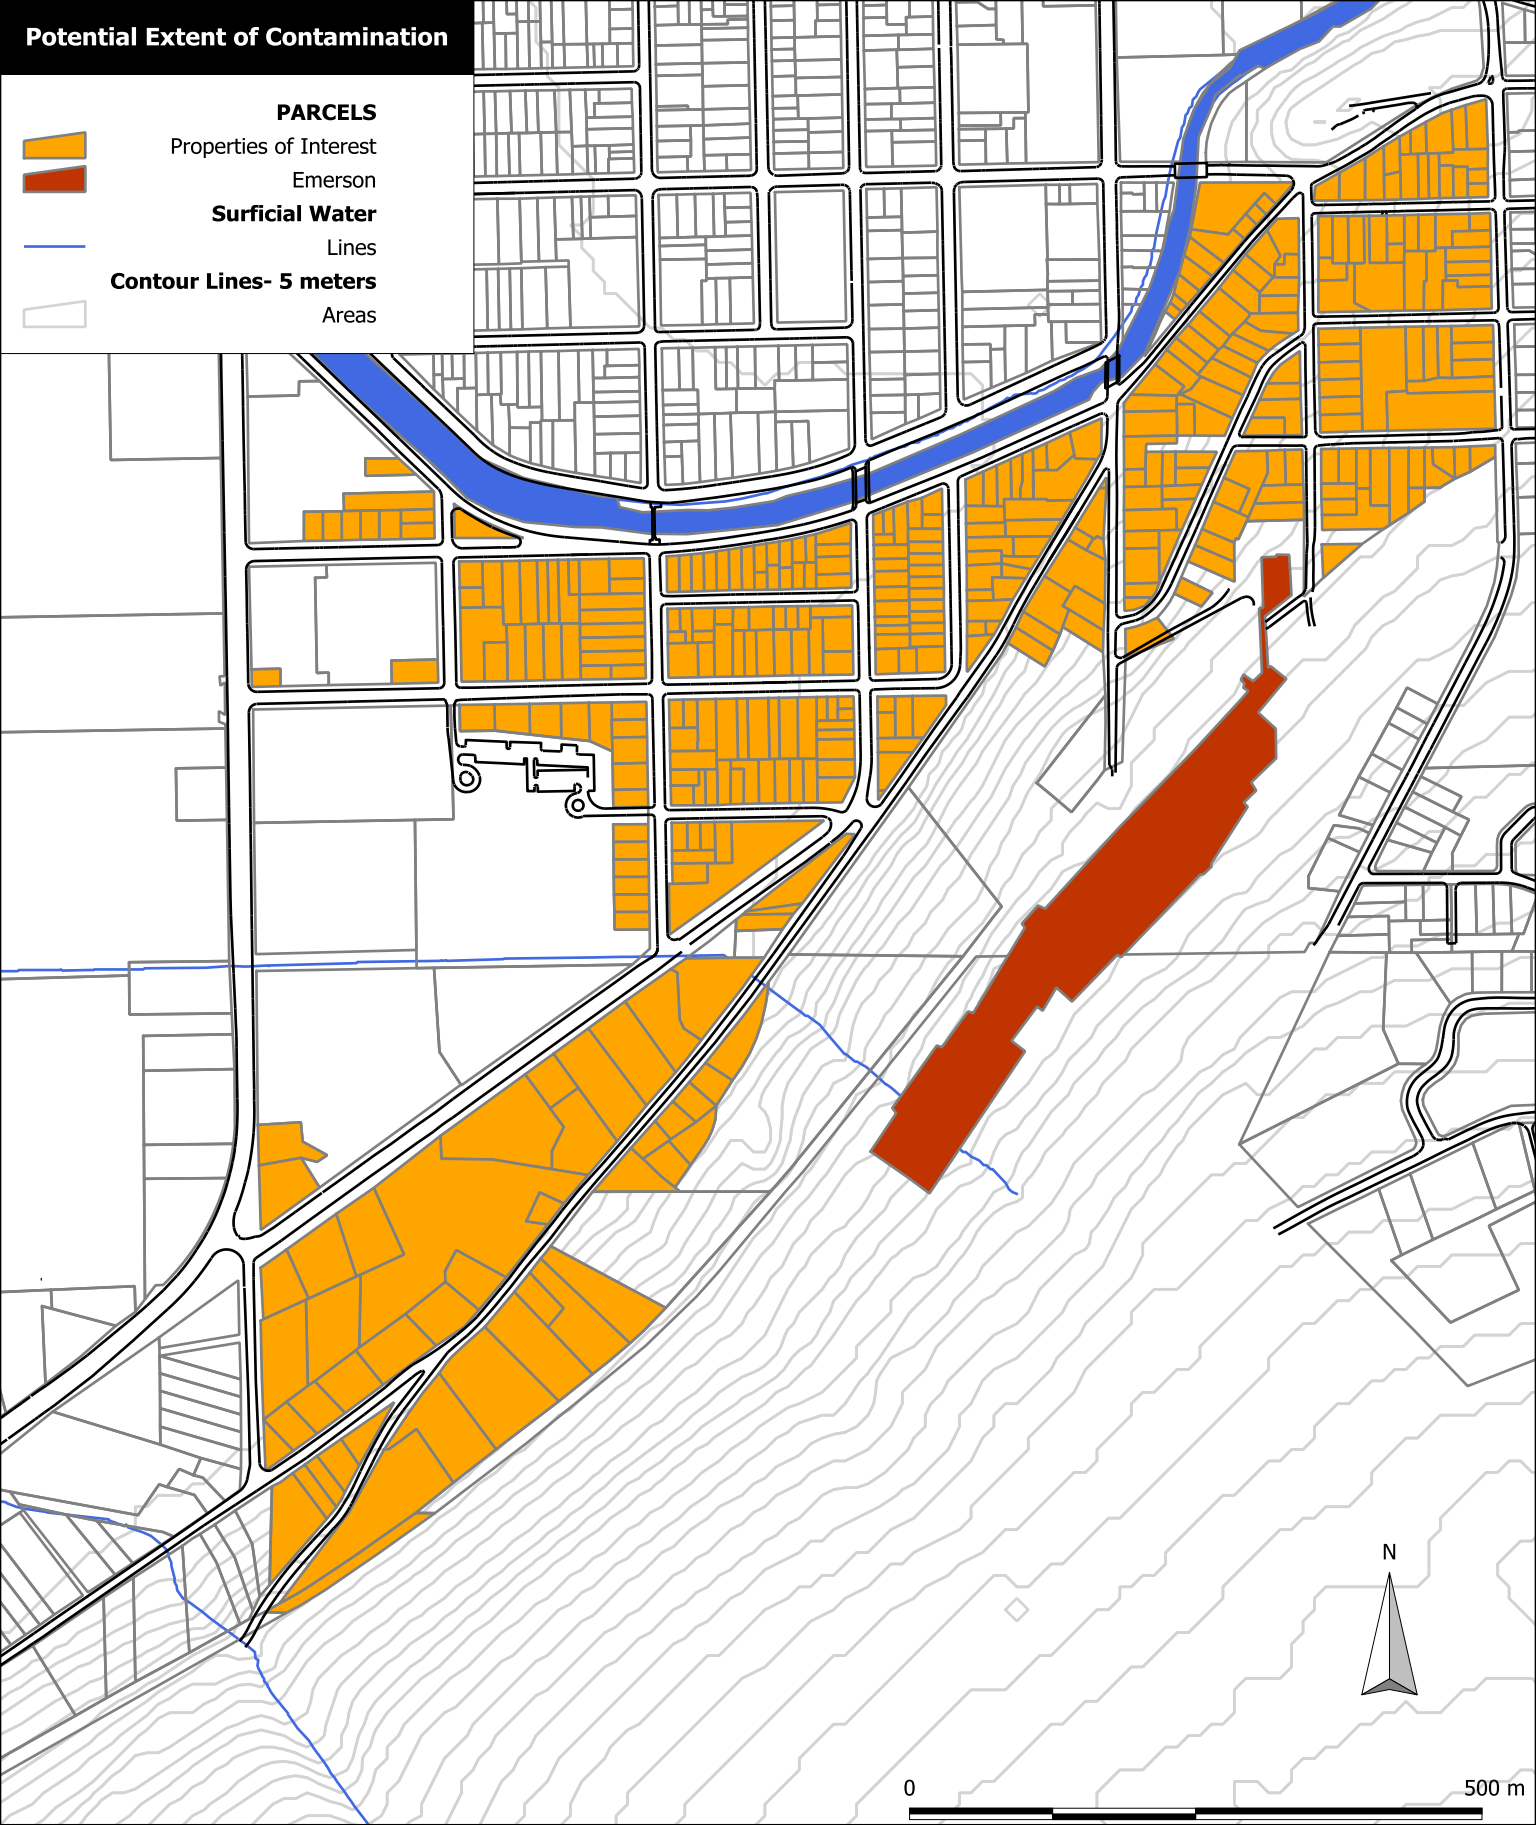 Potential Extent of Contamination
PARCELS
Properties of Interest
Emerson
Surficial Water
Lines
Contour Lines- 5 meters
Areas
N
0 500 m